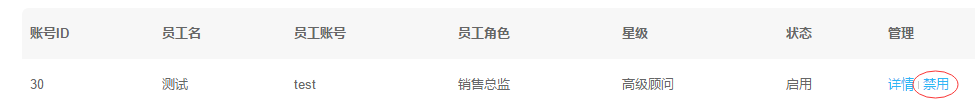 账号ID 员工名 员工账号 员工角色 星级 状态 管理
30 测试 test 销售总监 高级顾问 启用 详情 | 禁用